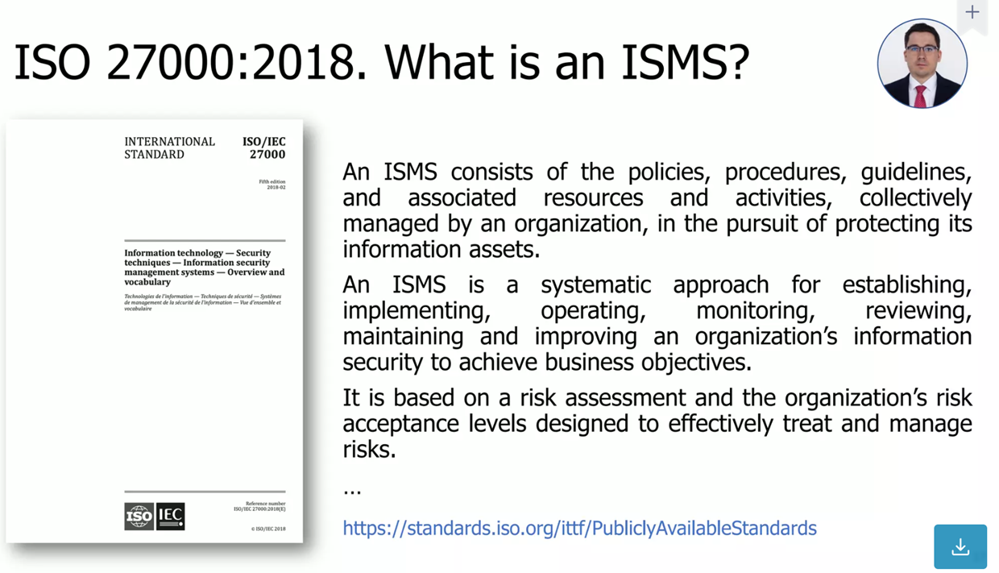 ISO 27000:2018. What is an ISMS?
INTERNATIONAL
STANDARD
ISO/IEC
27000
Fifth edition
2018-02
Information technology — Security
techniques — Information security
management systems — Overview and
vocabulary
Technologies de l'information — Techniques de sécurité — Systèmes
de management de la sécurité de l'information — Vue d'ensemble et
vocabulaire
ISO IEC
Reference number
ISO/IEC 27000:2018(E)
© ISO/IEC 2018
An ISMS consists of the policies, procedures, guidelines,
and associated resources and activities, collectively
managed by an organization, in the pursuit of protecting its
information assets.
An ISMS is a systematic approach for establishing,
implementing, operating, monitoring, reviewing,
maintaining and improving an organization's information
security to achieve business objectives.
It is based on a risk assessment and the organization's risk
acceptance levels designed to effectively treat and manage
risks.
...
https://standards.iso.org/ittf/PubliclyAvailableStandards